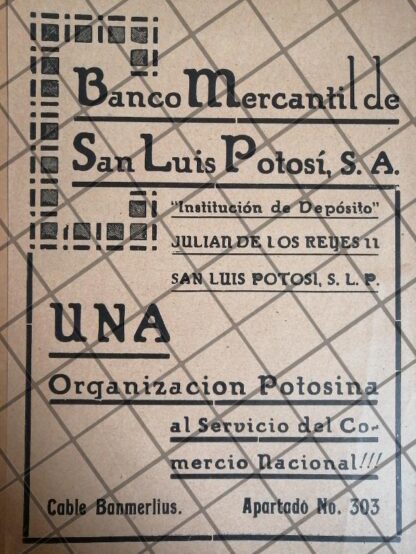 Banco Mercantil de
San Luis Potosí, S. A.
"Institución de Depósito"
JULIAN DE LOS REYES 11
SAN LUIS POTOSI, S. L. P.
UNA
Organizacion Potosina
al Servicio del Co-
mercio Nacional!!!
Cable Banmerlius. Apartado No. 303